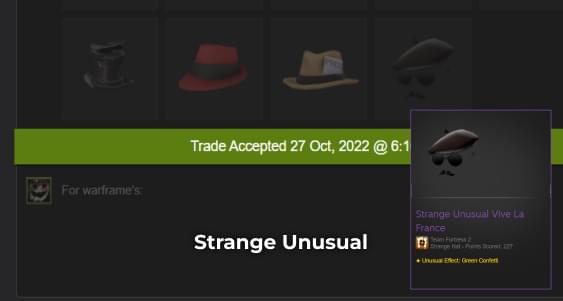 Trade Accepted 27 Oct, 2022 @ 6:1
For warframe's:
Strange Unusual
Strange Unusual Vive La
France
Team Fortress 2
Strange Hat - Points Scored: 227
★ Unusual Effect: Green Confetti